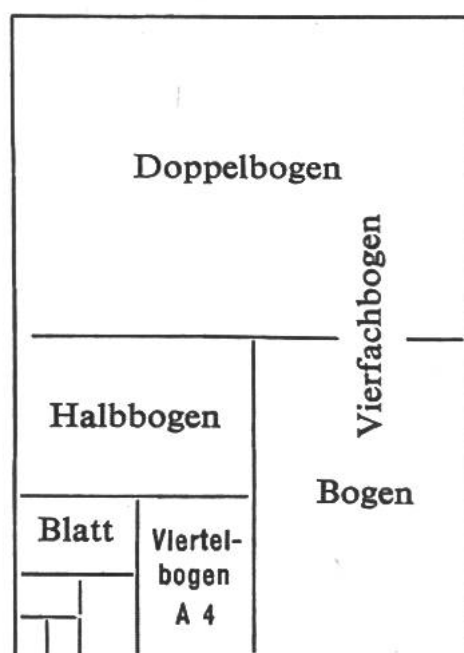 Doppelbogen
Vierfachbogen
Halbbogen
Bogen
Blatt
Viertel-
bogen
A 4